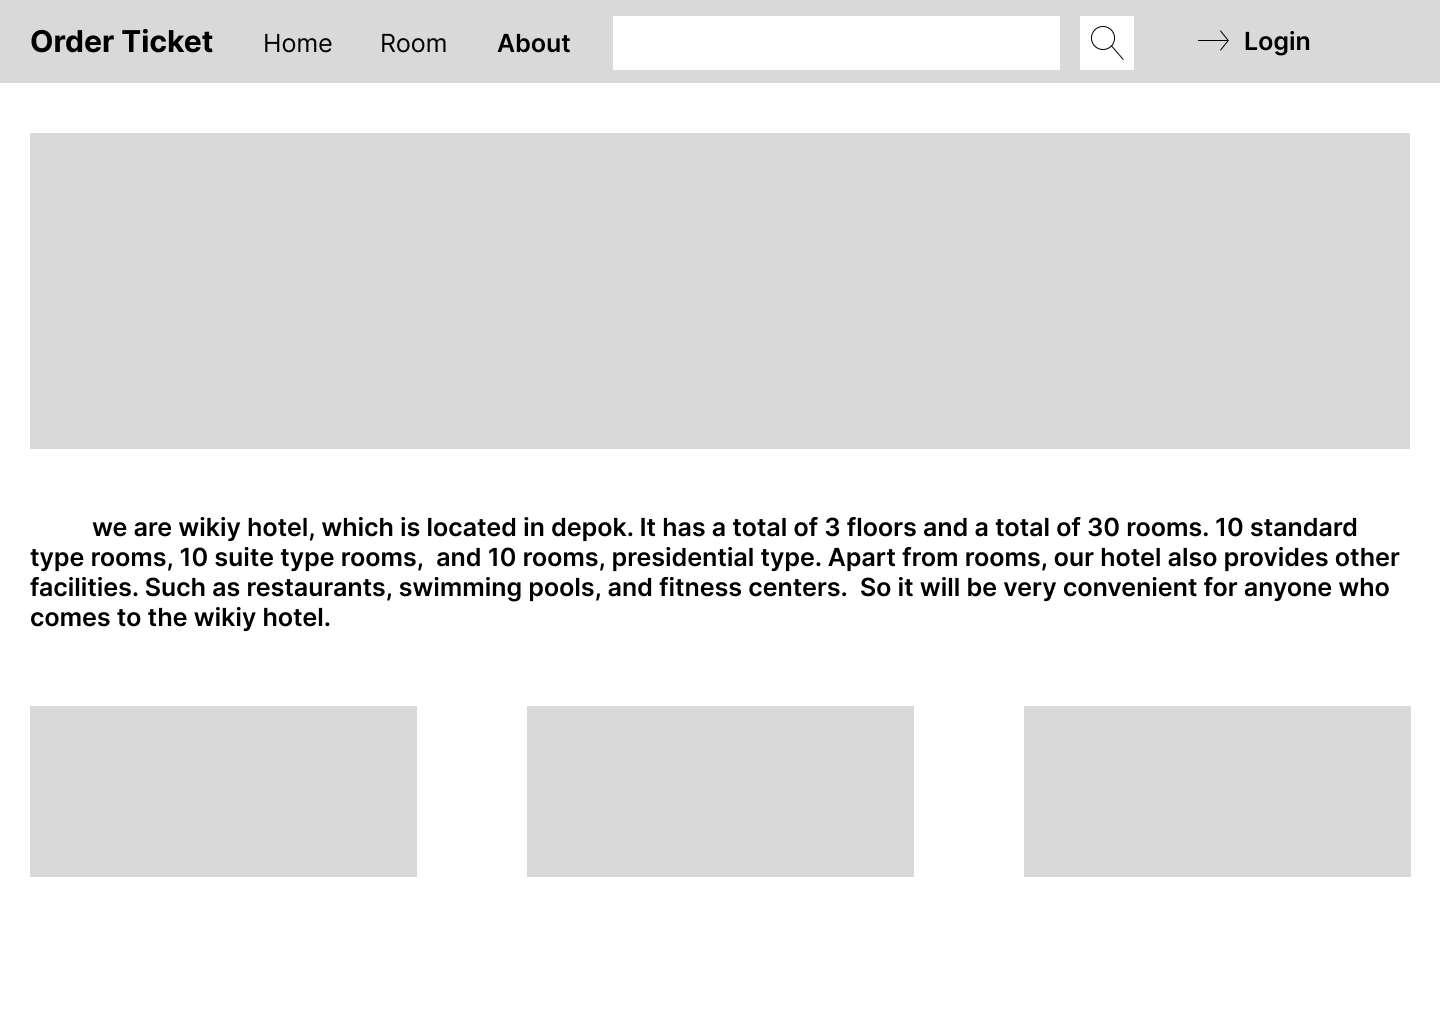 Order Ticket Home Room About Login
we are wikiy hotel, which is located in depok. It has a total of 3 floors and a total of 30 rooms. 10 standard
type rooms, 10 suite type rooms,  and 10 rooms, presidential type. Apart from rooms, our hotel also provides other
facilities. Such as restaurants, swimming pools, and fitness centers.  So it will be very convenient for anyone who
comes to the wikiy hotel.